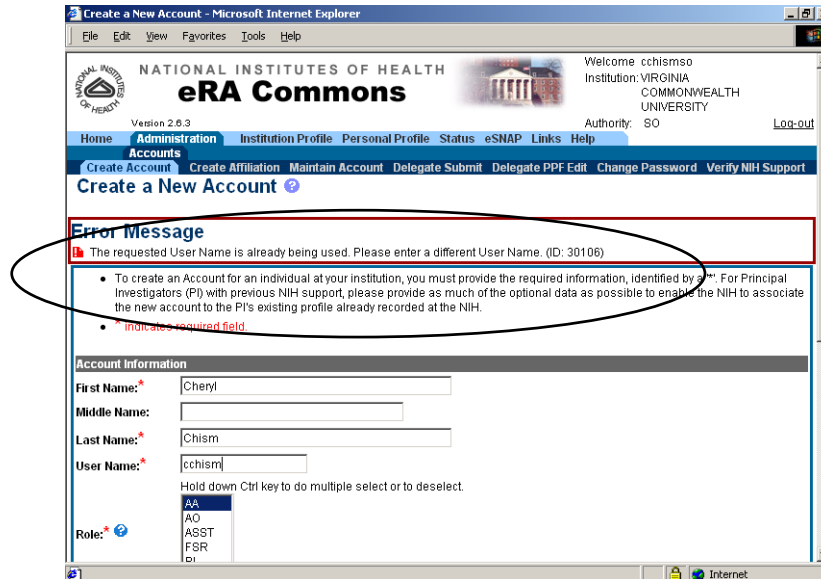 Create a New Account - Microsoft Internet Explorer
File Edit View Favorites Tools Help
NATIONAL INSTITUTES OF HEALTH
eRA Commons
Version 2.6.3
Welcome cchismso
Institution: VIRGINIA
COMMONWEALTH
UNIVERSITY
Authority: SO
Log-out
Home Administration Institution Profile Personal Profile Status eSNAP Links Help
Accounts
Create Account Create Affiliation Maintain Account Delegate Submit Delegate PPF Edit Change Password Verify NIH Support
Create a New Account ?
Error Message
The requested User Name is already being used. Please enter a different User Name. (ID: 30106)
• To create an Account for an individual at your institution, you must provide the required information, identified by a '*'. For Principal
Investigators (PI) with previous NIH support, please provide as much of the optional data as possible to enable the NIH to associate
the new account to the PI's existing profile already recorded at the NIH.
• * indicates required field.
Account Information
First Name:* Cheryl
Middle Name:
Last Name:* Chism
User Name:* cchism
Hold down Ctrl key to do multiple select or to deselect.
Role:* ?
AA
AO
ASST
FSR
PI
Internet